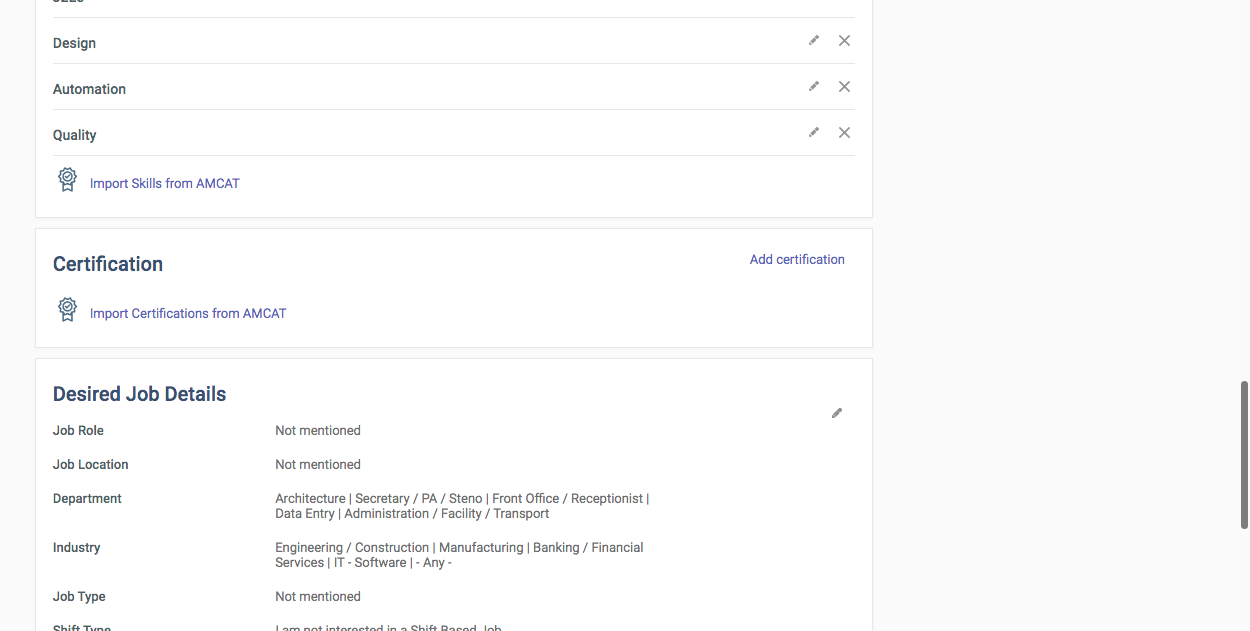 Design
Automation
Quality
Import Skills from AMCAT
Certification
Add certification
Import Certifications from AMCAT
Desired Job Details
Job Role Not mentioned
Job Location Not mentioned
Department Architecture | Secretary / PA / Steno | Front Office / Receptionist |
Data Entry | Administration / Facility / Transport
Industry Engineering / Construction | Manufacturing | Banking / Financial
Services | IT - Software | - Any -
Job Type Not mentioned
Shift Type I am not interested in a Shift Based Job